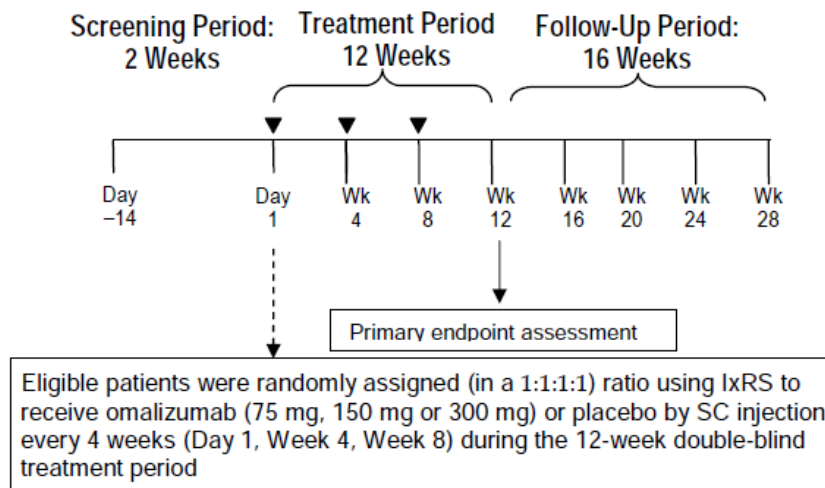 Screening Period:
2 Weeks
Treatment Period
12 Weeks
Follow-Up Period:
16 Weeks
Day
–14
Day
1
Wk
4
Wk
8
Wk
12
Wk
16
Wk
20
Wk
24
Wk
28
Primary endpoint assessment
Eligible patients were randomly assigned (in a 1:1:1:1) ratio using IxRS to
receive omalizumab (75 mg, 150 mg or 300 mg) or placebo by SC injection
every 4 weeks (Day 1, Week 4, Week 8) during the 12-week double-blind
treatment period